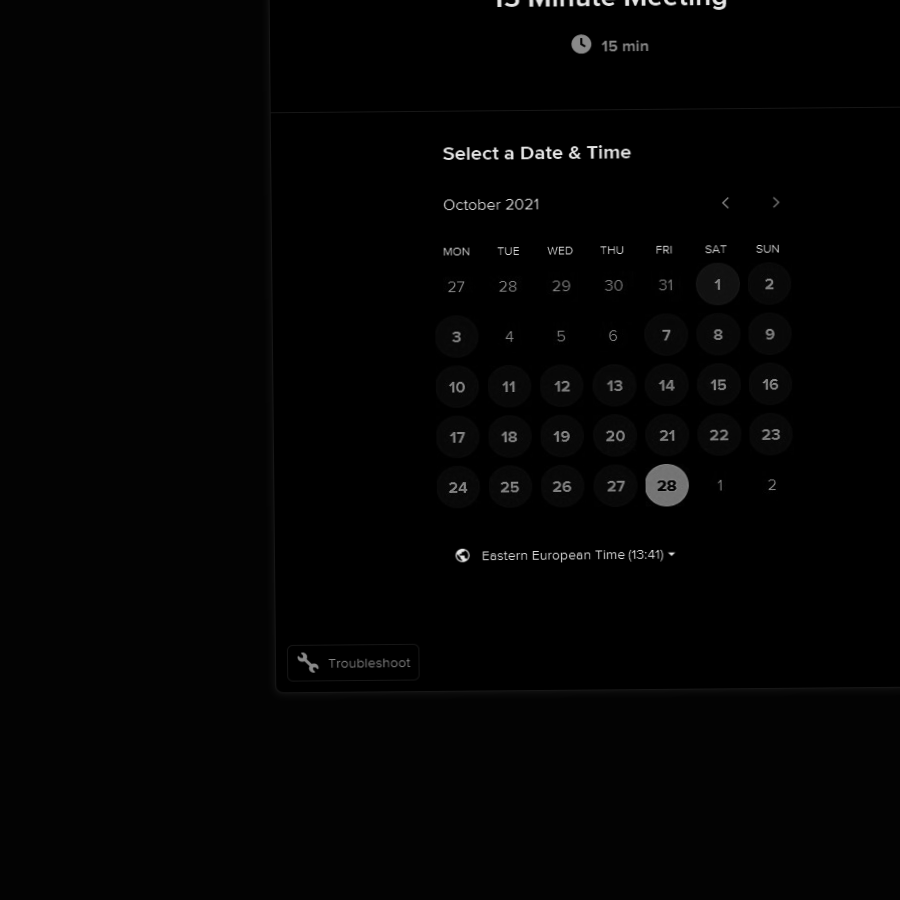 15 Minute Meeting
15 min
Select a Date & Time
October 2021
MON TUE WED THU FRI SAT SUN
27 28 29 30 31 1 2
3 4 5 6 7 8 9
10 11 12 13 14 15 16
17 18 19 20 21 22 23
24 25 26 27 28 1 2
Eastern European Time (13:41)
Troubleshoot